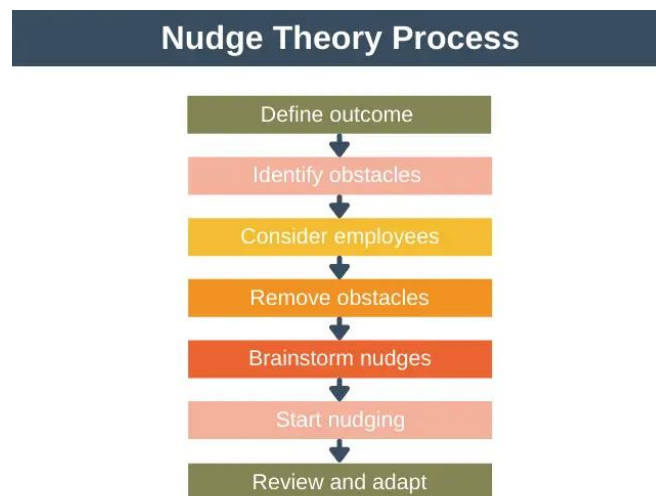 Nudge Theory Process
Define outcome
Identify obstacles
Consider employees
Remove obstacles
Brainstorm nudges
Start nudging
Review and adapt